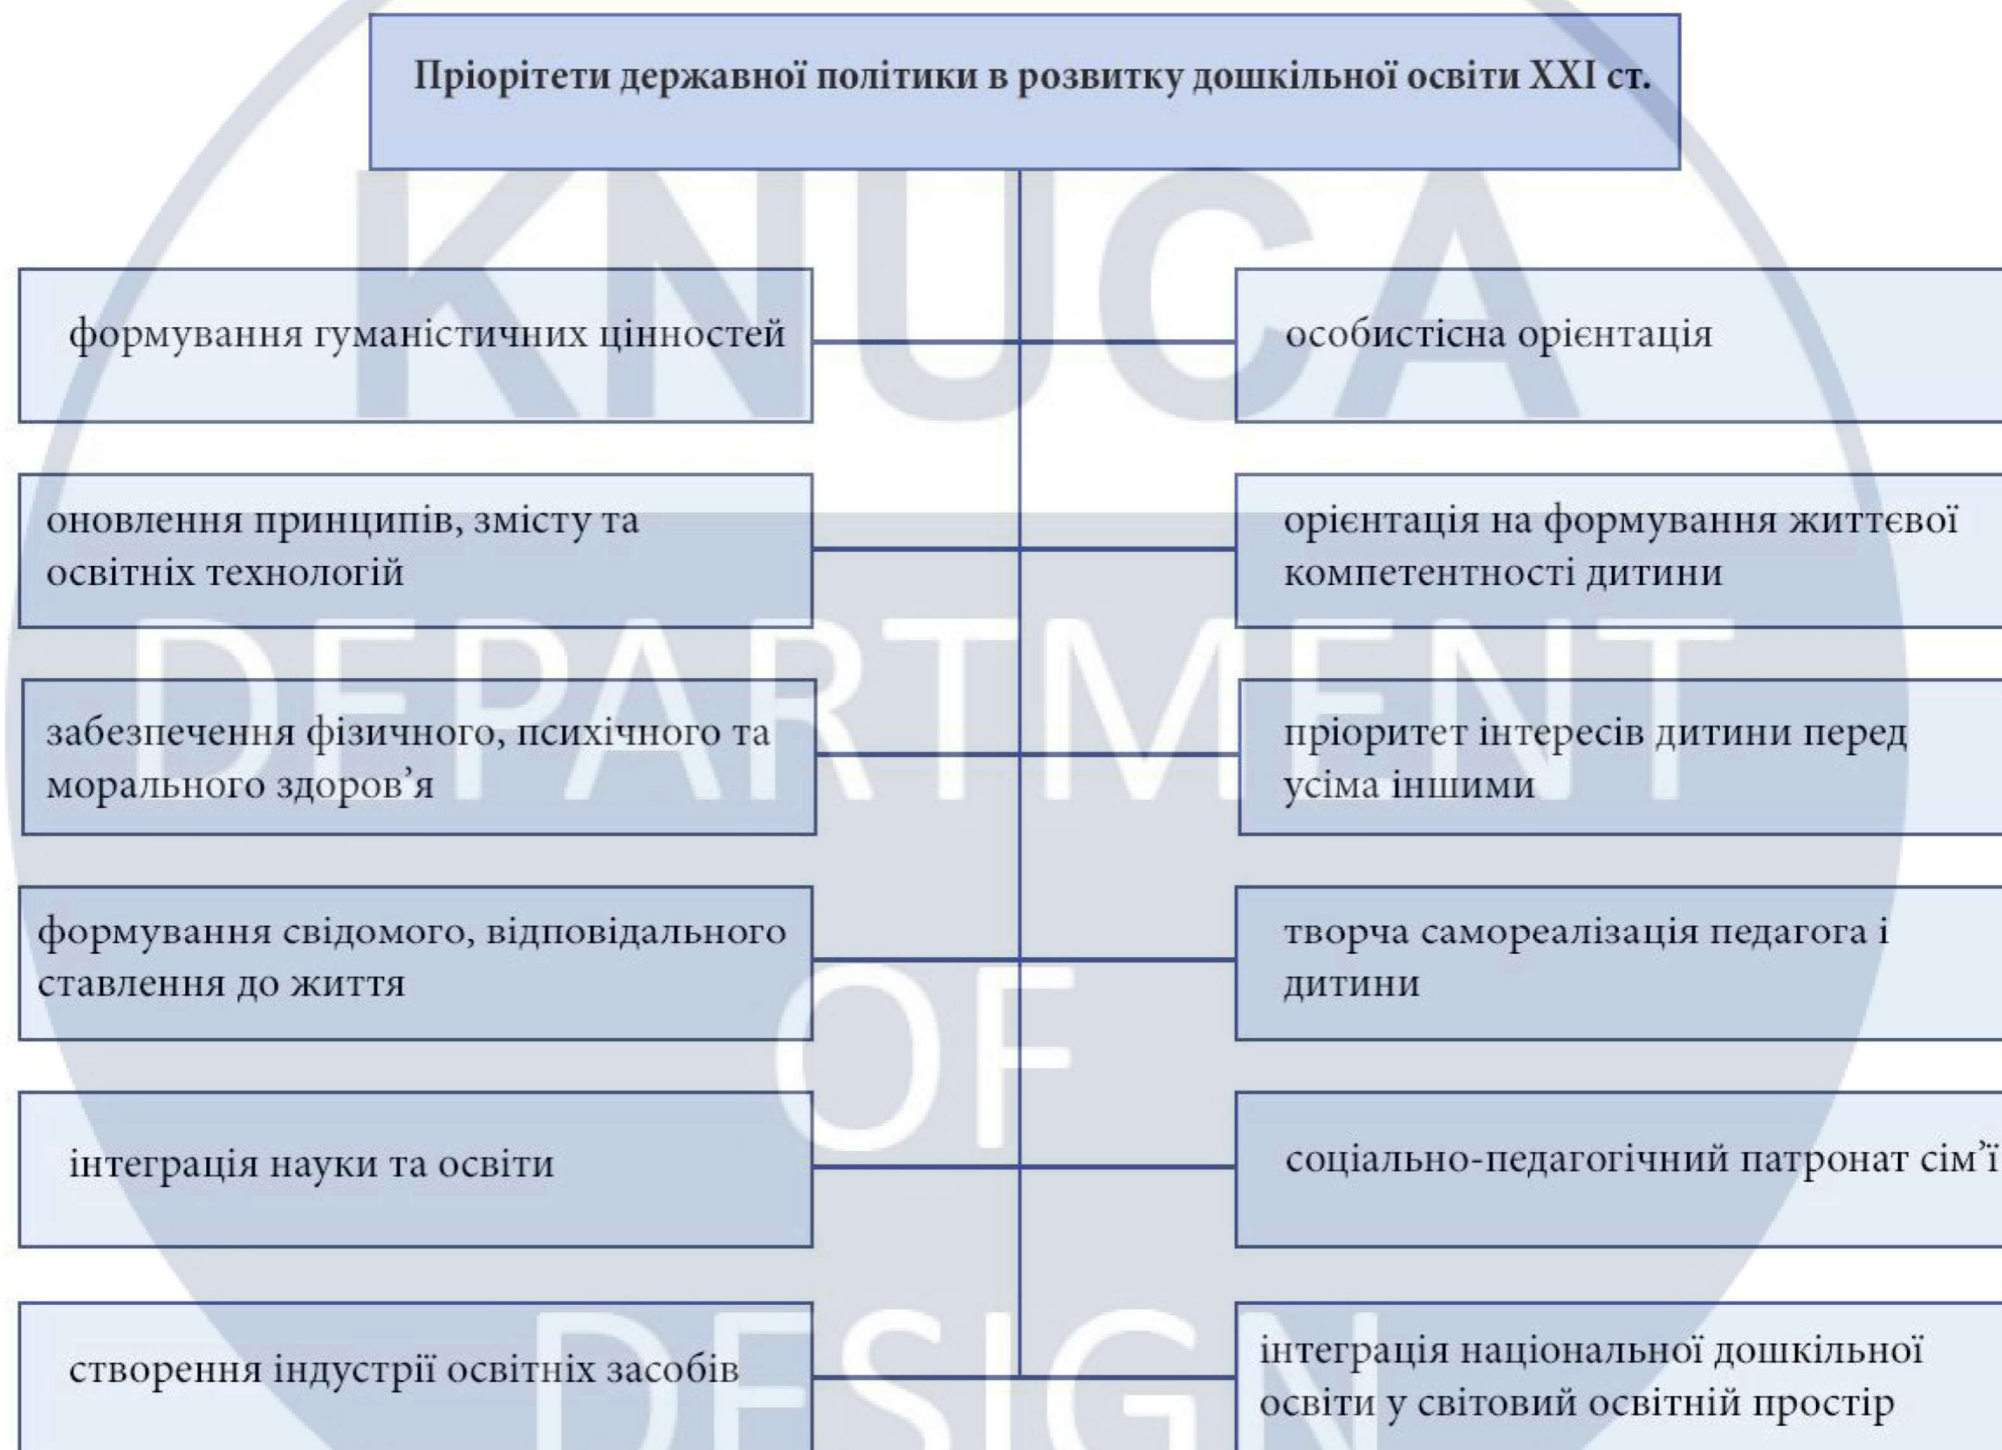 Пріорітети державної політики в розвитку дошкільної освіти XXI ст.
KNUCA
формування гуманістичних цінностей
особистісна орієнтація
оновлення принципів, змісту та
освітніх технологій
орієнтація на формування життєвої
компетентності дитини
DEPARTMENT
забезпечення фізичного, психічного та
морального здоров’я
пріоритет інтересів дитини перед
усіма іншими
формування свідомого, відповідального
ставлення до життя
творча самореалізація педагога і
дитини
OF
інтеграція науки та освіти
соціально-педагогічний патронат сім’ї
створення індустрії освітніх засобів
інтеграція національної дошкільної
освіти у світовий освітній простір
DESIGN